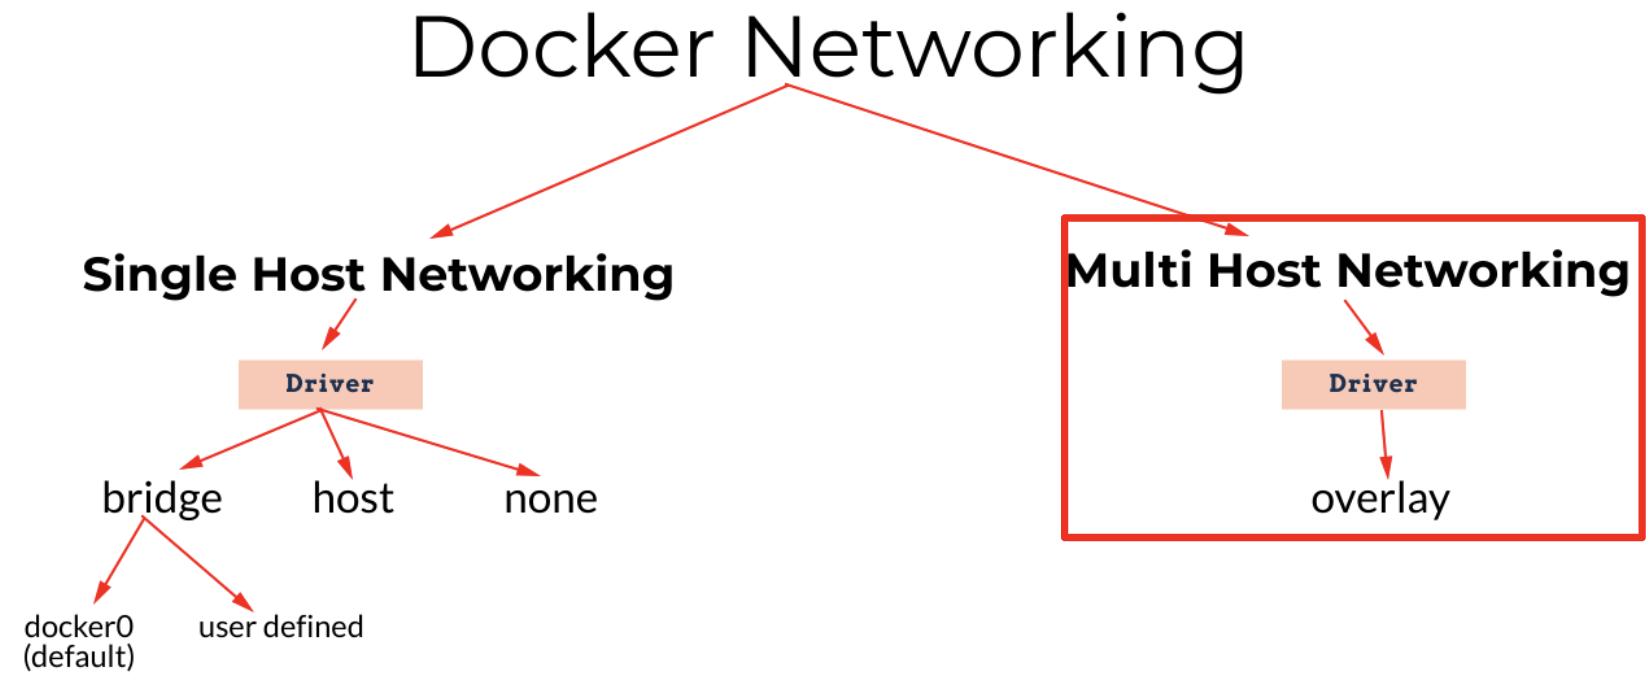 Docker Networking
Single Host Networking
Multi Host Networking
Driver
Driver
bridge
host
none
overlay
docker0
(default)
user defined